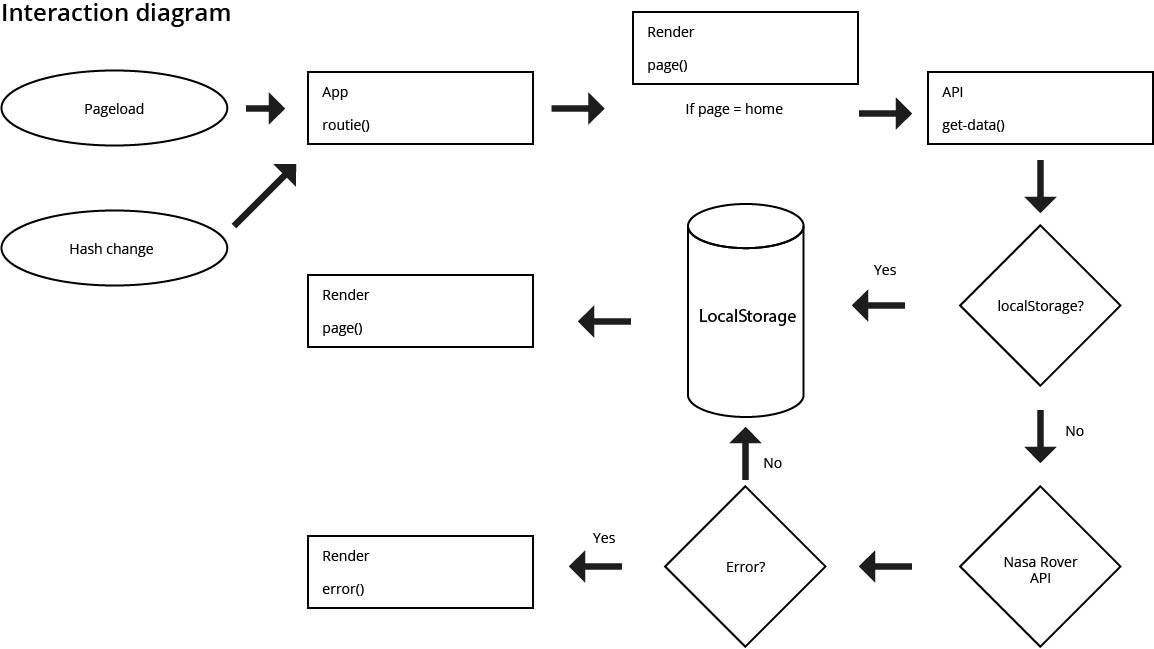 Interaction diagram
Render
page()
Pageload
App
routie()
If page = home
API
get-data()
Hash change
Render
page()
LocalStorage
Yes
localStorage?
No
No
Render
error()
Yes
Error?
Nasa Rover
API